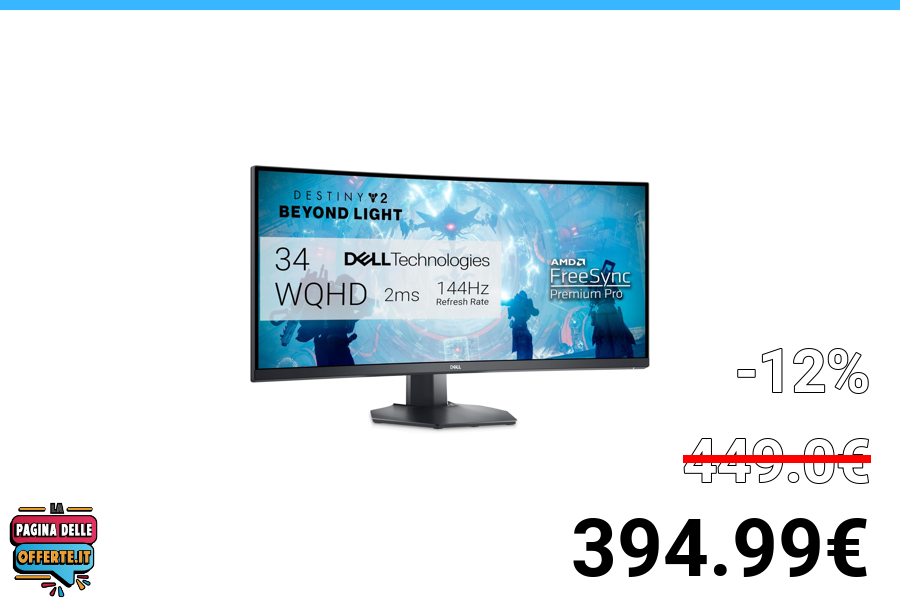 DESTINY 2
BEYOND LIGHT
34
DELLTechnologies
WQHD
2ms
144Hz
Refresh Rate
AMD
FreeSync
Premium Pro
DELL
-12%
449.0€
394.99€
LA
PAGINA DELLE
OFFERTE.IT